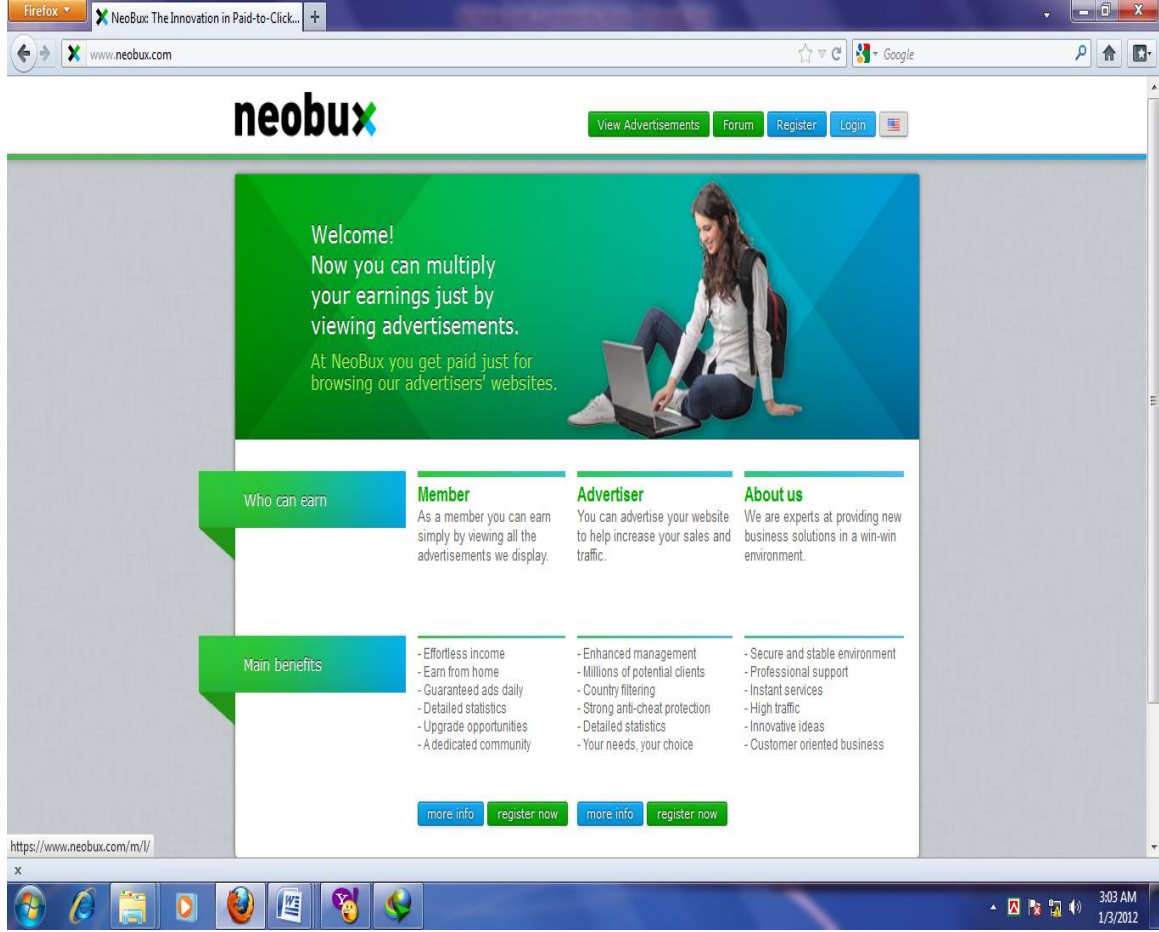 Firefox
NeoBux: The Innovation in Paid-to-Click...
www.neobux.com
Google
neobux
View Advertisements
Forum
Register
Login
Welcome!
Now you can multiply
your earnings just by
viewing advertisements.
At NeoBux you get paid just for
browsing our advertisers' websites.
Who can earn
Member
As a member you can earn
simply by viewing all the
advertisements we display.
Advertiser
You can advertise your website
to help increase your sales and
traffic.
About us
We are experts at providing new
business solutions in a win-win
environment.
Main benefits
- Effortless income
- Earn from home
- Guaranteed ads daily
- Detailed statistics
- Upgrade opportunities
- A dedicated community
- Enhanced management
- Millions of potential clients
- Country filtering
- Strong anti-cheat protection
- Detailed statistics
- Your needs, your choice
- Secure and stable environment
- Professional support
- Instant services
- High traffic
- Innovative ideas
- Customer oriented business
more info
register now
more info
register now
https://www.neobux.com/m/l/
x
3:03 AM
1/3/2012